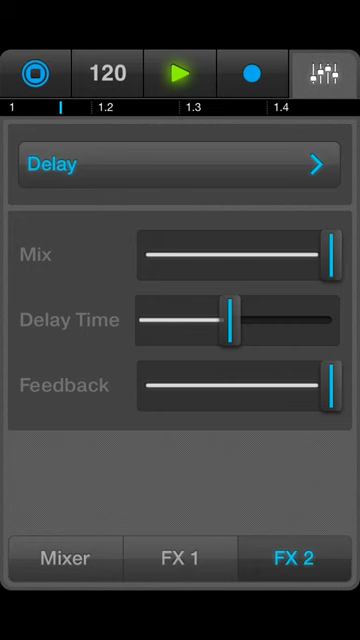 120
1 1.2 1.3 1.4
Delay
Mix
Delay Time
Feedback
Mixer FX 1 FX 2